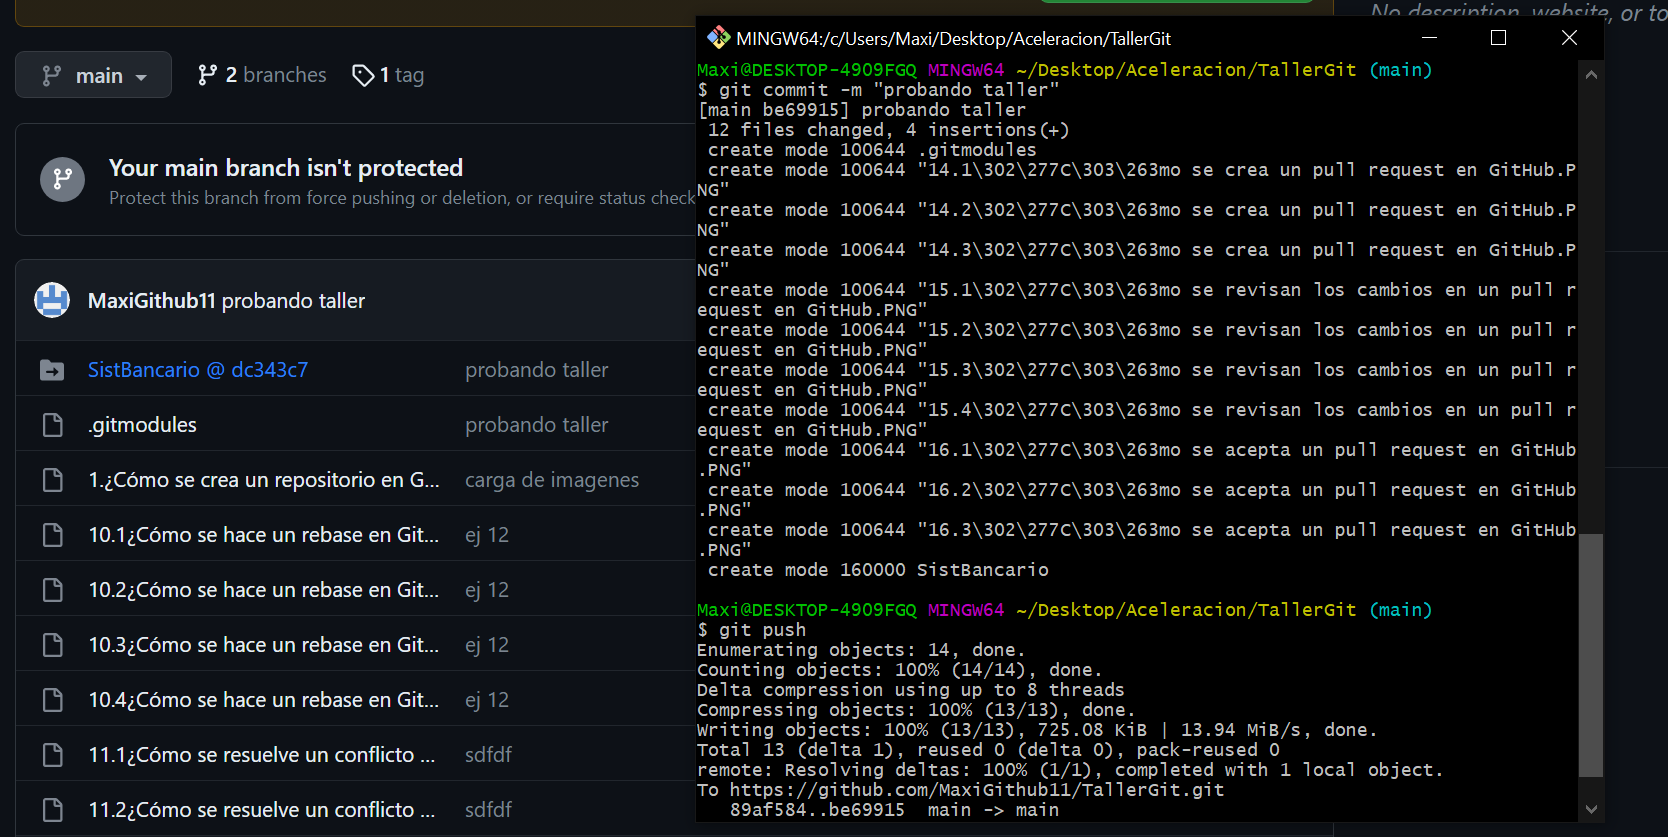 No description, website, or to
main
2 branches
1 tag
Your main branch isn't protected
Protect this branch from force pushing or deletion, or require status check
MaxiGithub11 probando taller
SistBancario @ dc343c7 probando taller
.gitmodules probando taller
1.¿Cómo se crea un repositorio en G... carga de imagenes
10.1¿Cómo se hace un rebase en Git... ej 12
10.2¿Cómo se hace un rebase en Git... ej 12
10.3¿Cómo se hace un rebase en Git... ej 12
10.4¿Cómo se hace un rebase en Git... ej 12
11.1¿Cómo se resuelve un conflicto ... sdfdf
11.2¿Cómo se resuelve un conflicto ... sdfdf
MINGW64:/c/Users/Maxi/Desktop/Aceleracion/TallerGit
Maxi@DESKTOP-4909FGQ MINGW64 ~/Desktop/Aceleracion/TallerGit (main)
$ git commit -m "probando taller"
[main be69915] probando taller
 12 files changed, 4 insertions(+)
 create mode 100644 .gitmodules
 create mode 100644 "14.1\302\277C\303\263mo se crea un pull request en GitHub.P
NG"
 create mode 100644 "14.2\302\277C\303\263mo se crea un pull request en GitHub.P
NG"
 create mode 100644 "14.3\302\277C\303\263mo se crea un pull request en GitHub.P
NG"
 create mode 100644 "15.1\302\277C\303\263mo se revisan los cambios en un pull r
equest en GitHub.PNG"
 create mode 100644 "15.2\302\277C\303\263mo se revisan los cambios en un pull r
equest en GitHub.PNG"
 create mode 100644 "15.3\302\277C\303\263mo se revisan los cambios en un pull r
equest en GitHub.PNG"
 create mode 100644 "15.4\302\277C\303\263mo se revisan los cambios en un pull r
equest en GitHub.PNG"
 create mode 100644 "16.1\302\277C\303\263mo se acepta un pull request en GitHub
.PNG"
 create mode 100644 "16.2\302\277C\303\263mo se acepta un pull request en GitHub
.PNG"
 create mode 100644 "16.3\302\277C\303\263mo se acepta un pull request en GitHub
.PNG"
 create mode 160000 SistBancario
Maxi@DESKTOP-4909FGQ MINGW64 ~/Desktop/Aceleracion/TallerGit (main)
$ git push
Enumerating objects: 14, done.
Counting objects: 100% (14/14), done.
Delta compression using up to 8 threads
Compressing objects: 100% (13/13), done.
Writing objects: 100% (13/13), 725.08 KiB | 13.94 MiB/s, done.
Total 13 (delta 1), reused 0 (delta 0), pack-reused 0
remote: Resolving deltas: 100% (1/1), completed with 1 local object.
To https://github.com/MaxiGithub11/TallerGit.git
   89af584..be69915  main -> main